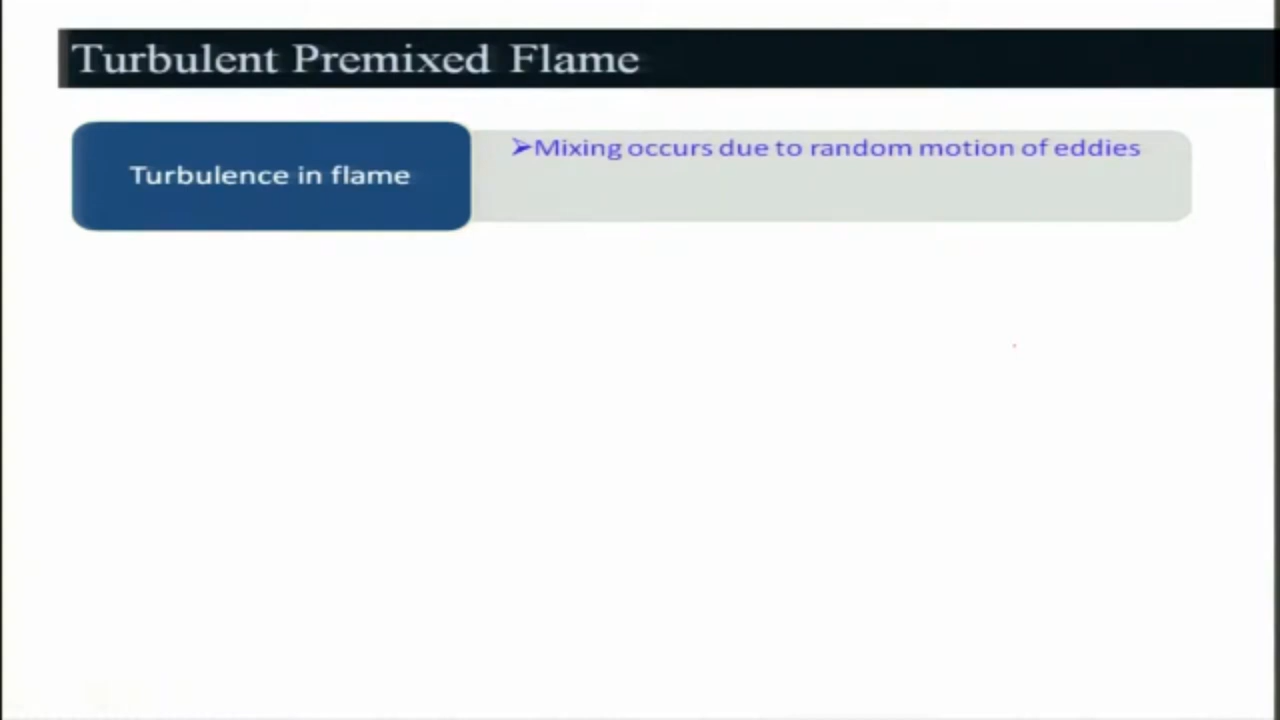 Turbulent Premixed Flame
Turbulence in flame
➤Mixing occurs due to random motion of eddies